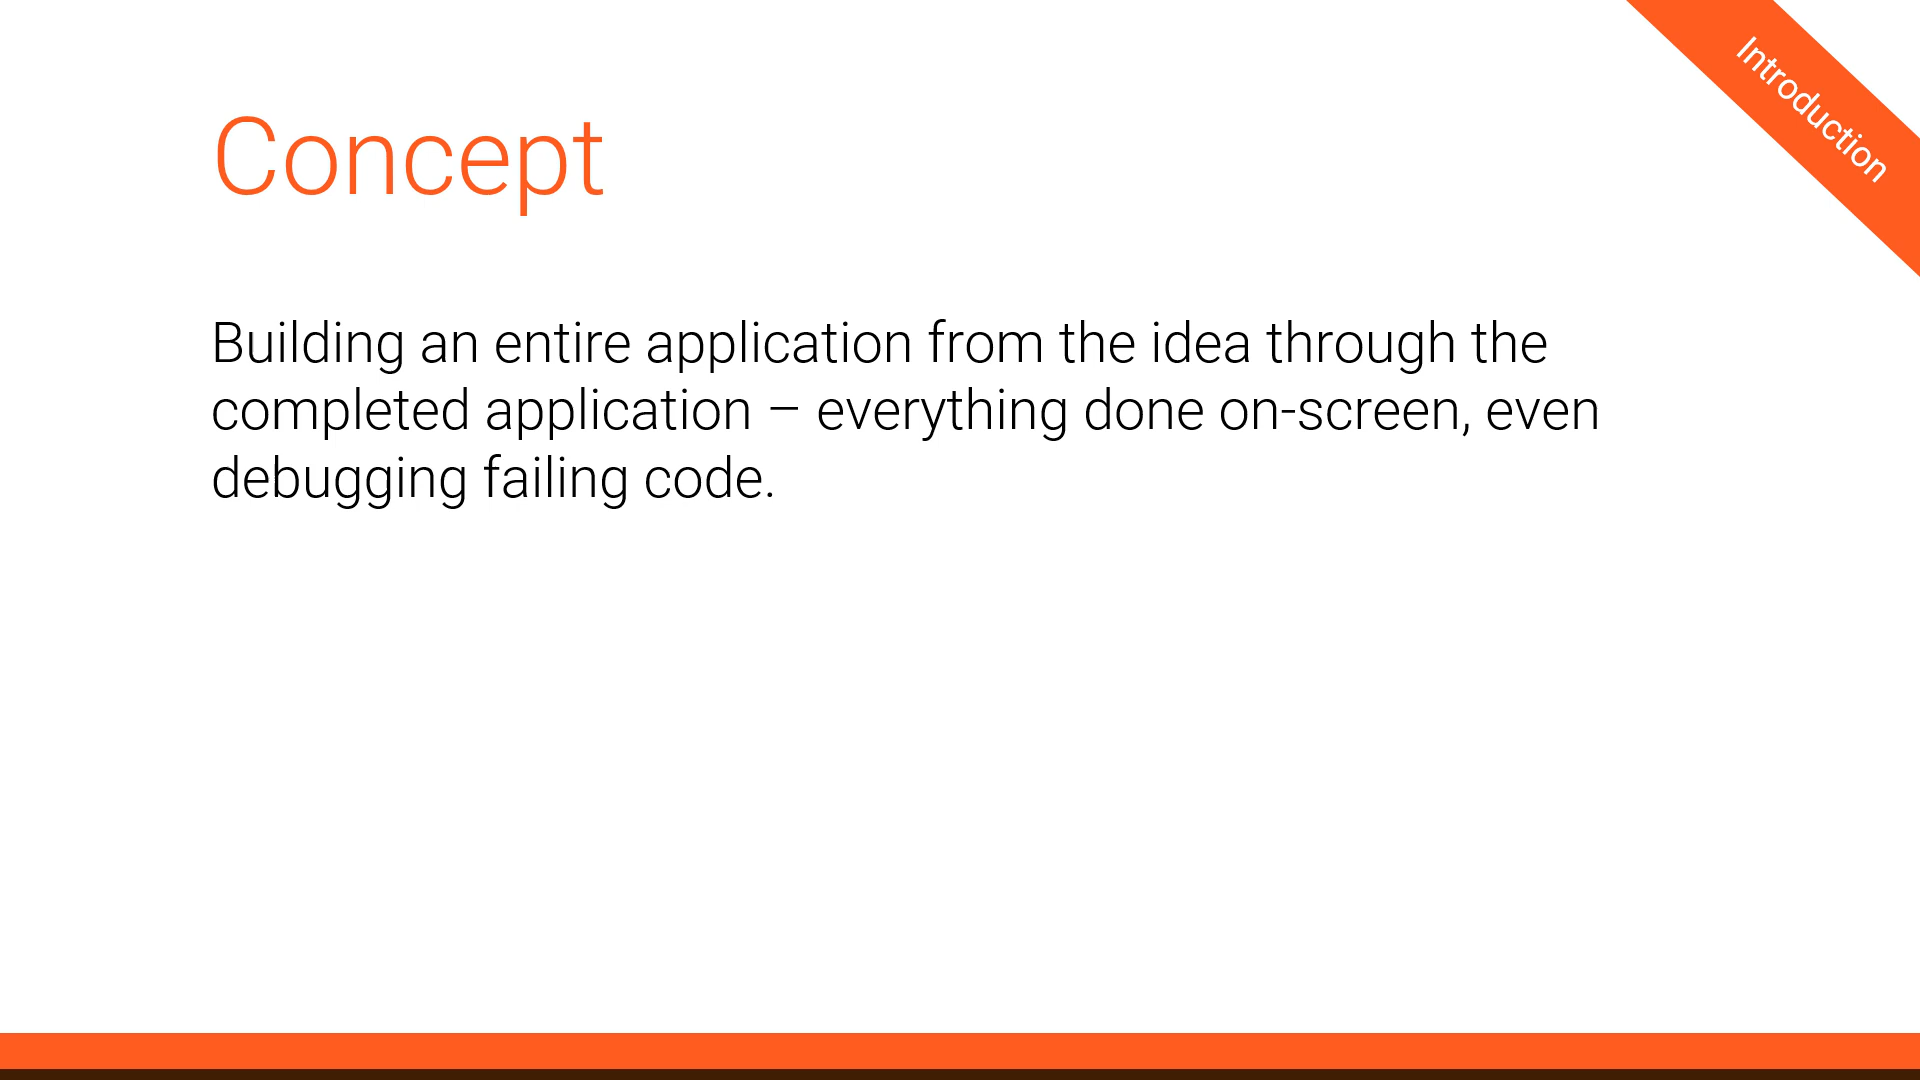 Introduction
Concept
Building an entire application from the idea through the
completed application – everything done on-screen, even
debugging failing code.